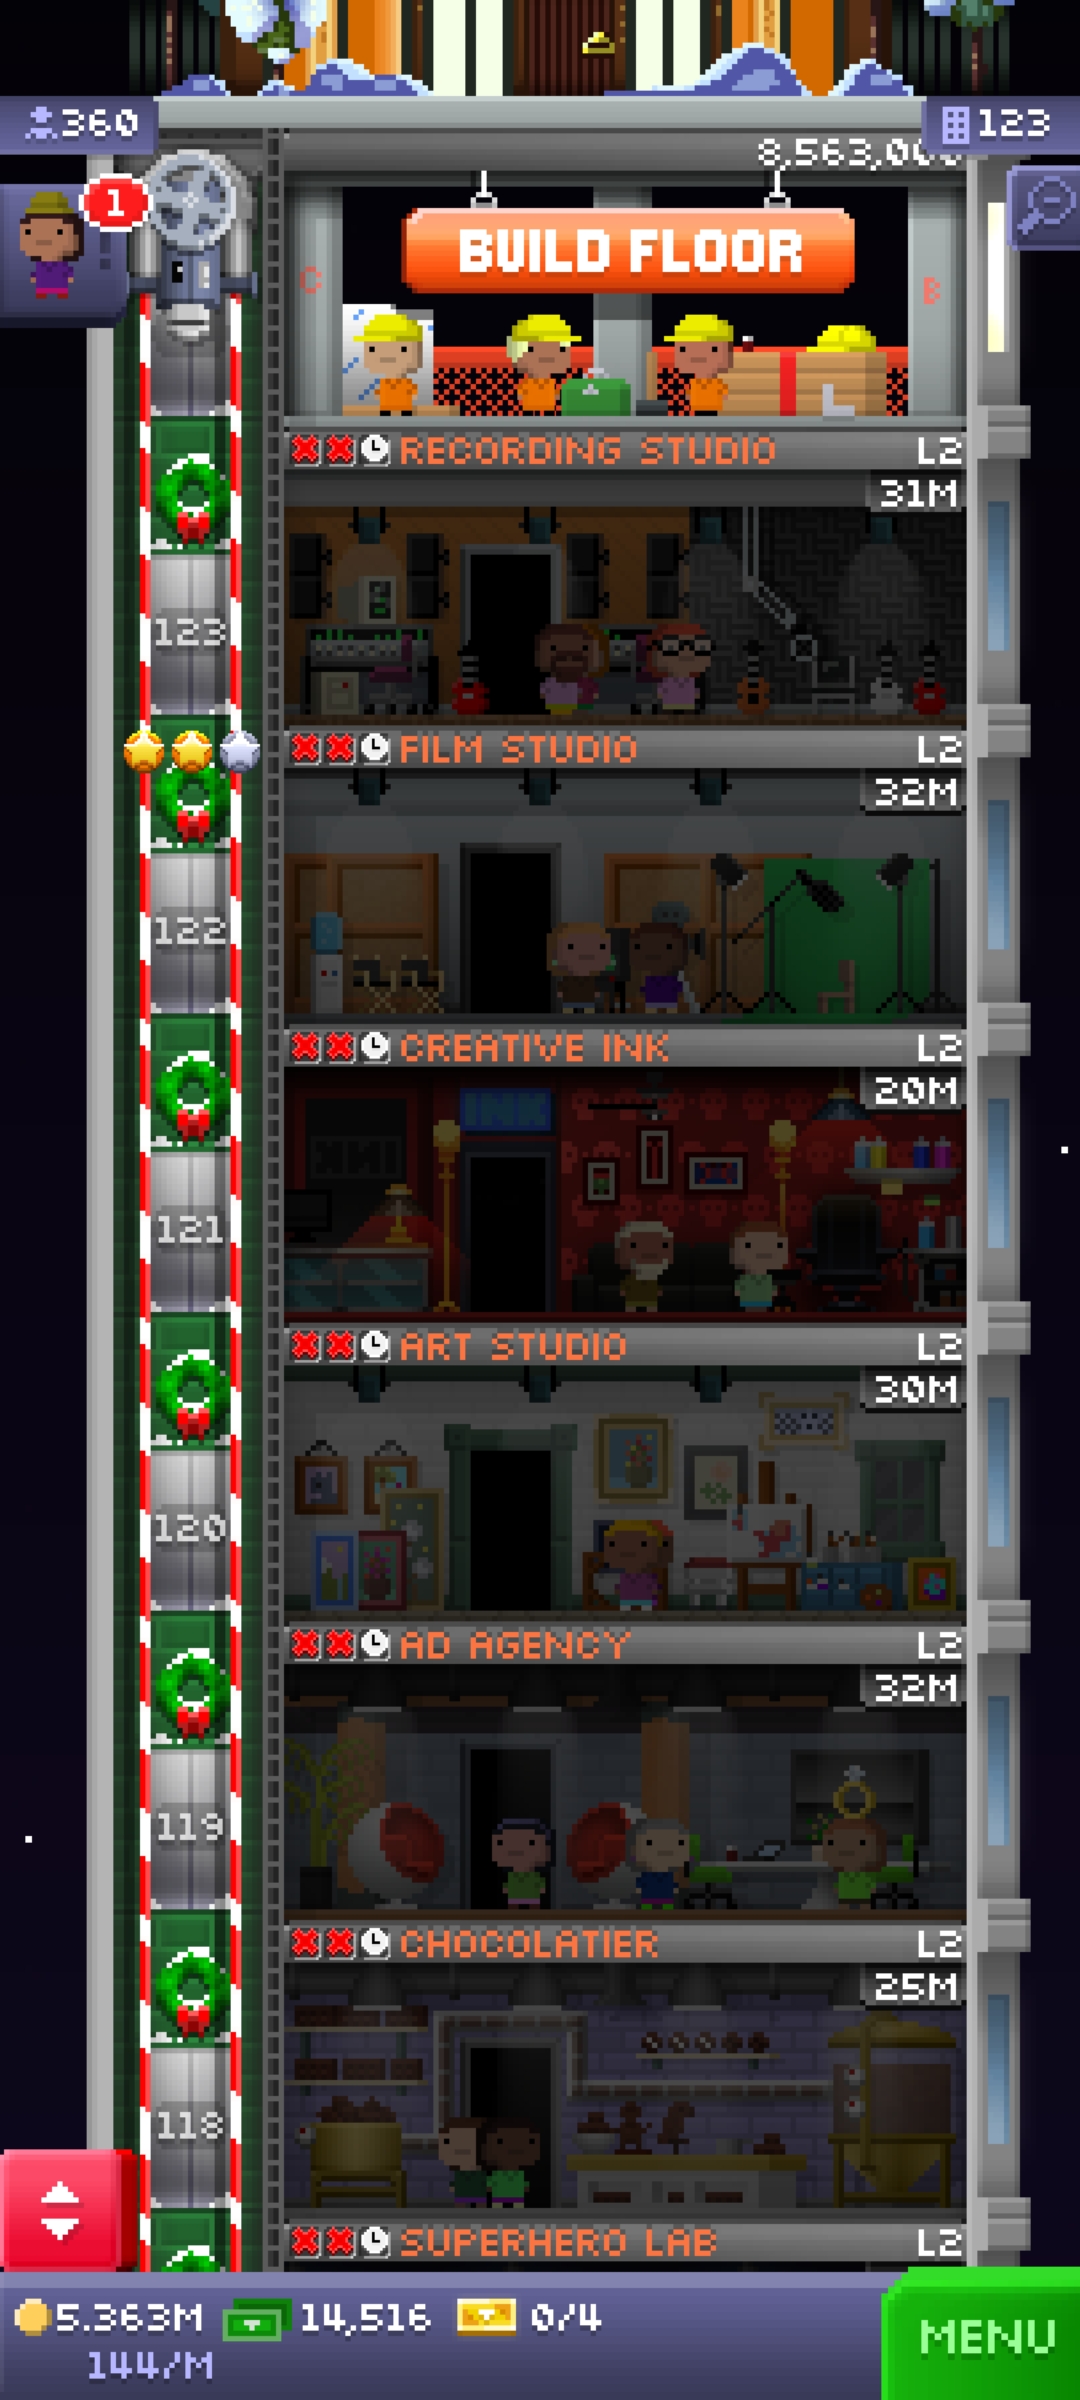 360
123
8,563,00
1
BUILD FLOOR
C
B
RECORDING STUDIO L2
31M
123
FILM STUDIO L2
32M
122
CREATIVE INK L2
20M
INK
121
ART STUDIO L2
30M
120
AD AGENCY L2
32M
119
CHOCOLATIER L2
25M
118
SUPERHERO LAB L2
5.363M 14,516 0/4
144/M
MENU